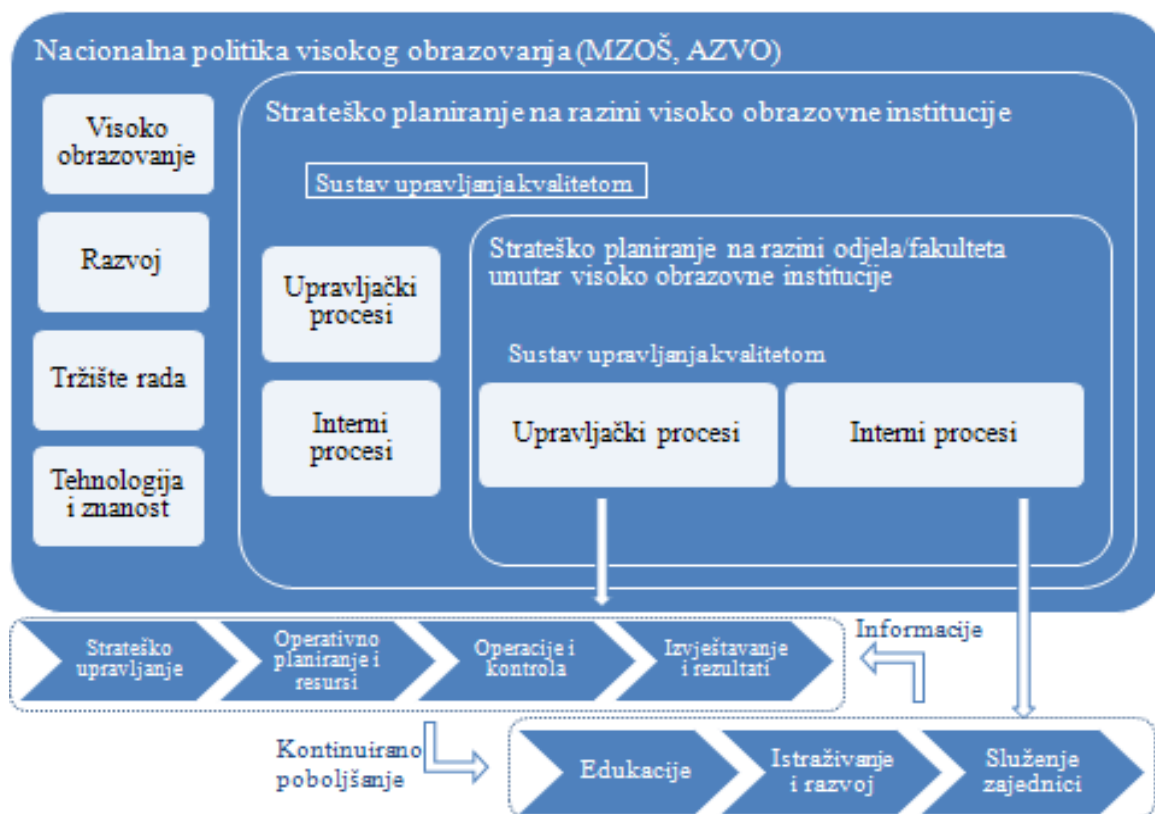 Nacionalna politika visokog obrazovanja (MZOŠ, AZVO)
Visoko
obrazovanje
Razvoj
Tržište rada
Tehnologija
i znanost
Strateško planiranje na razini visoko obrazovne institucije
Sustav upravljanja kvalitetom
Upravljački
procesi
Interni
procesi
Strateško planiranje na razini odjela/fakulteta
unutar visoko obrazovne institucije
Sustav upravljanja kvalitetom
Upravljački procesi
Interni procesi
Strateško
upravljanje
Operativno
planiranje i
resursi
Operacije i
kontrola
Izvještavanje
i rezultati
Informacije
Kontinuirano
poboljšanje
Edukacije
Istraživanje
i razvoj
Služenje
zajednici